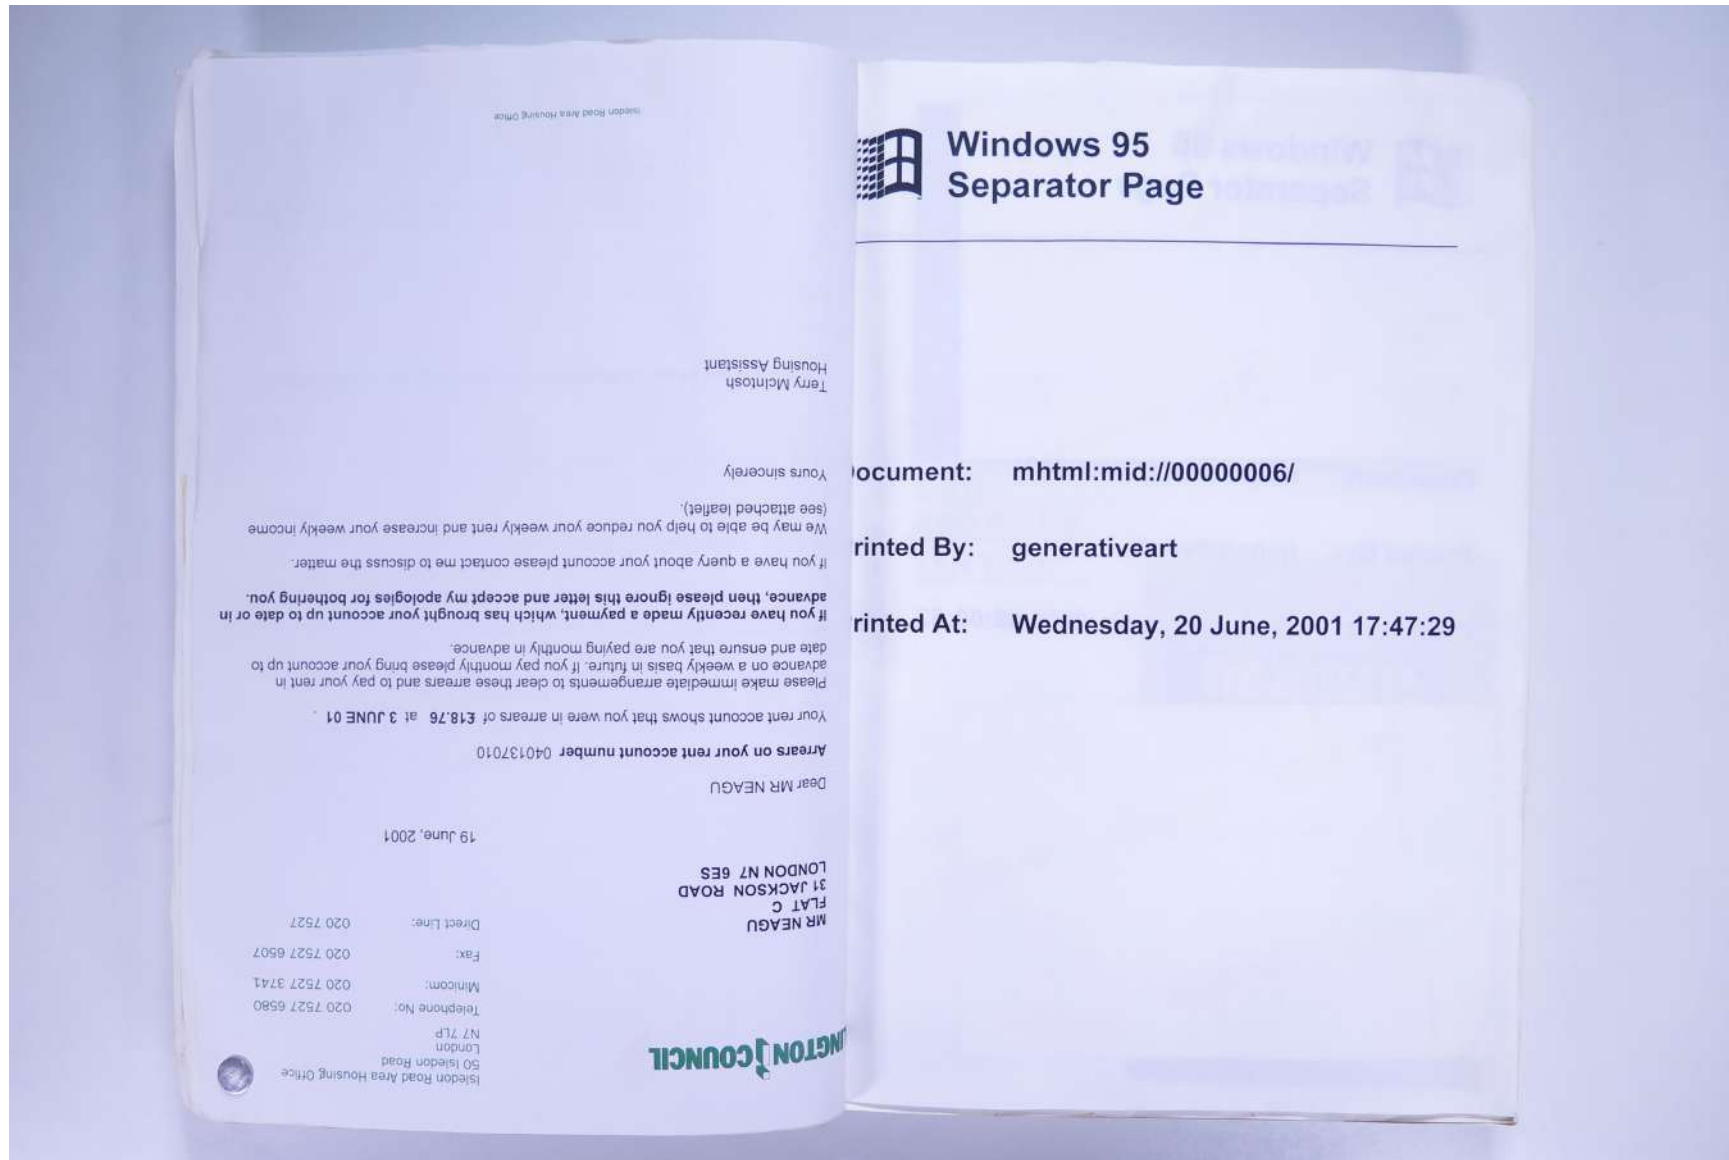 INGTON COUNCIL
Isledon Road Area Housing Office
50 Isledon Road
London
N7 7LP
Telephone No: 020 7527 6580
Minicom: 020 7527 3741
Fax: 020 7527 6507
Direct Line: 020 7527
MR NEAGU
FLAT C
31 JACKSON ROAD
LONDON N7 6ES
19 June, 2001
Dear MR NEAGU
Arrears on your rent account number 040137010
Your rent account shows that you were in arrears of £18.76 at 3 JUNE 01 .
Please make immediate arrangements to clear these arrears and to pay your rent in
advance on a weekly basis in future. If you pay monthly please bring your account up to
date and ensure that you are paying monthly in advance.
If you have recently made a payment, which has brought your account up to date or in
advance, then please ignore this letter and accept my apologies for bothering you.
If you have a query about your account please contact me to discuss the matter.
We may be able to help you reduce your weekly rent and increase your weekly income
(see attached leaflet).
Yours sincerely
Terry McIntosh
Housing Assistant
Isledon Road Area Housing Office
Windows 95
Separator Page
ocument: mhtml:mid://00000006/
rinted By: generativeart
rinted At: Wednesday, 20 June, 2001 17:47:29